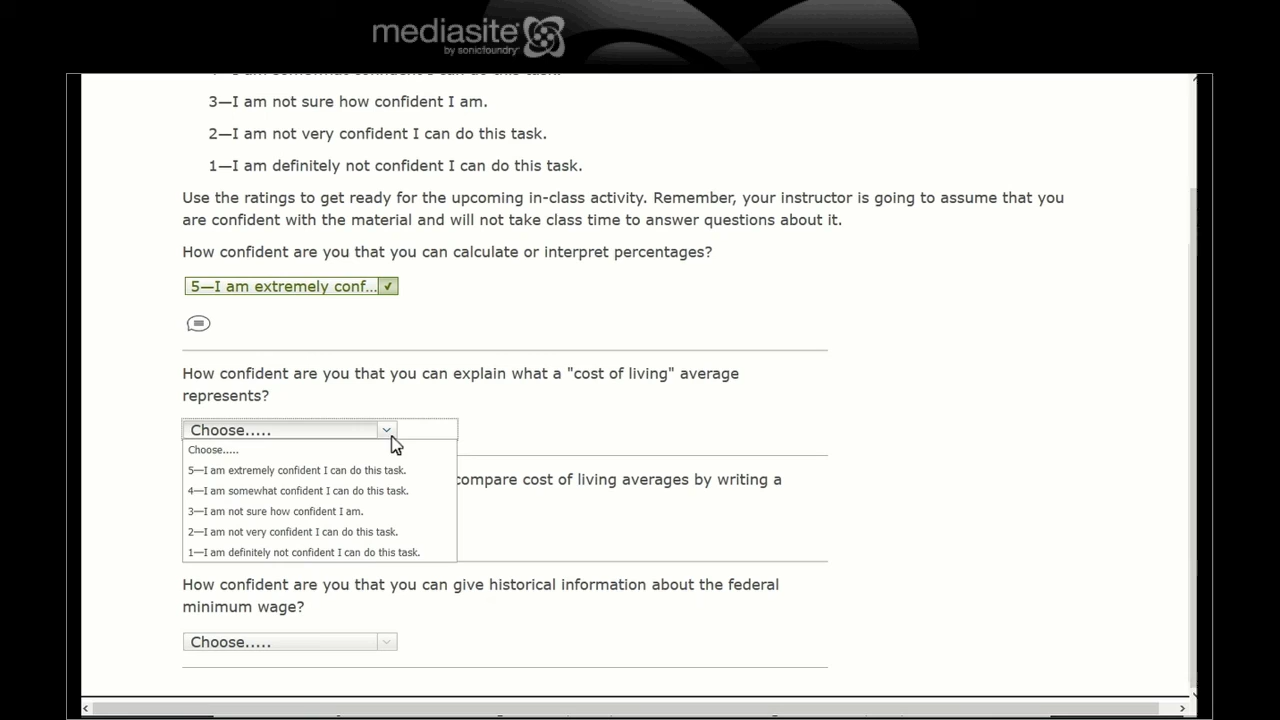 mediasite
by sonicfoundry
3—I am not sure how confident I am.
2—I am not very confident I can do this task.
1—I am definitely not confident I can do this task.
Use the ratings to get ready for the upcoming in-class activity. Remember, your instructor is going to assume that you
are confident with the material and will not take class time to answer questions about it.
How confident are you that you can calculate or interpret percentages?
5—I am extremely conf...
How confident are you that you can explain what a "cost of living" average
represents?
Choose.....
Choose.....
5—I am extremely confident I can do this task.
4—I am somewhat confident I can do this task.
compare cost of living averages by writing a
3—I am not sure how confident I am.
2—I am not very confident I can do this task.
1—I am definitely not confident I can do this task.
How confident are you that you can give historical information about the federal
minimum wage?
Choose.....